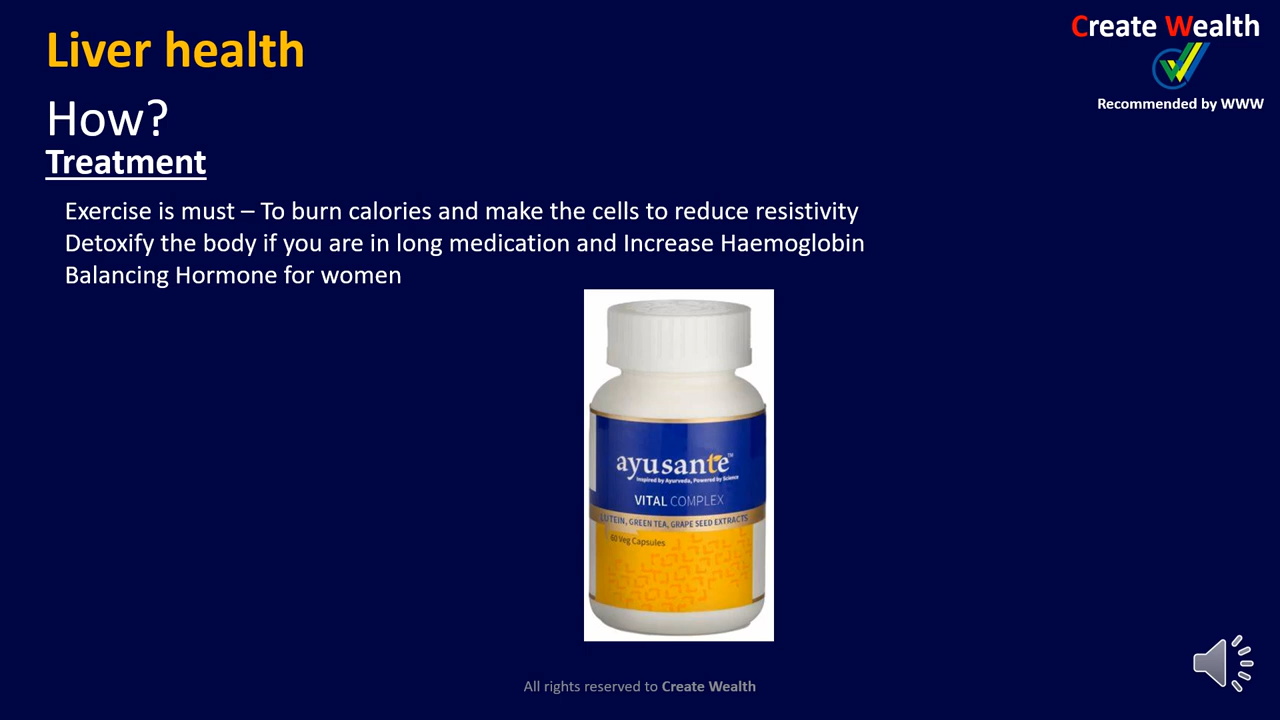 Liver health
Create Wealth
Recommended by WWW
How?
Treatment
Exercise is must – To burn calories and make the cells to reduce resistivity
Detoxify the body if you are in long medication and Increase Haemoglobin
Balancing Hormone for women
ayusante™
Inspired by Ayurveda, Powered by Science
VITAL COMPLEX
LUTEIN, GREEN TEA, GRAPE SEED EXTRACTS
60 Veg Capsules
All rights reserved to Create Wealth